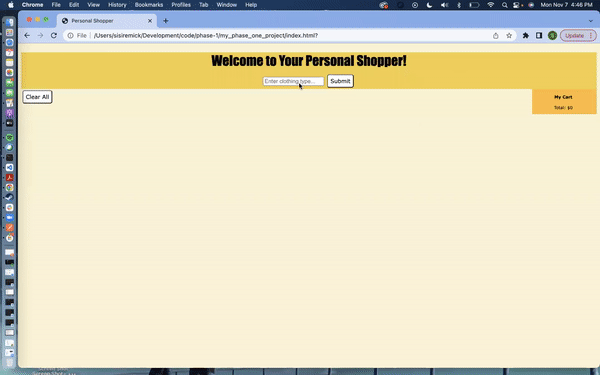 Chrome File Edit View History Bookmarks Profiles Tab Window Help Mon Nov 7 4:46 PM
Personal Shopper
File /Users/sisiremick/Development/code/phase-1/my_phase_one_project/index.html? Update
Welcome to Your Personal Shopper!
Enter clothing type... Submit
Clear All
My Cart
Total: $0